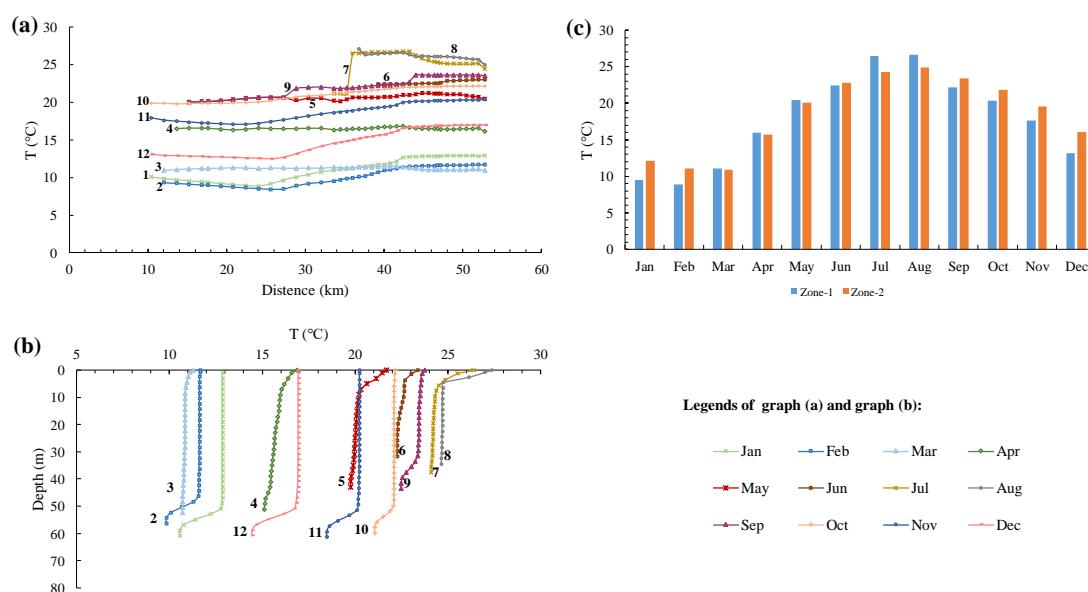 (a)
T (℃)
30
25
20
15
10
5
0
0 10 20 30 40 50 60
Distence (km)
10
11
4
12
3
1
2
9
5
7
6
8
(c)
T (℃)
30
25
20
15
10
5
0
Jan Feb Mar Apr May Jun Jul Aug Sep Oct Nov Dec
Zone-1 Zone-2
(b)
T (℃)
5 10 15 20 25 30
Depth (m)
0
10
20
30
40
50
60
70
80
3
2
4
12
5
11
6
9
10
7
8
Legends of graph (a) and graph (b):
Jan Feb Mar Apr
May Jun Jul Aug
Sep Oct Nov Dec